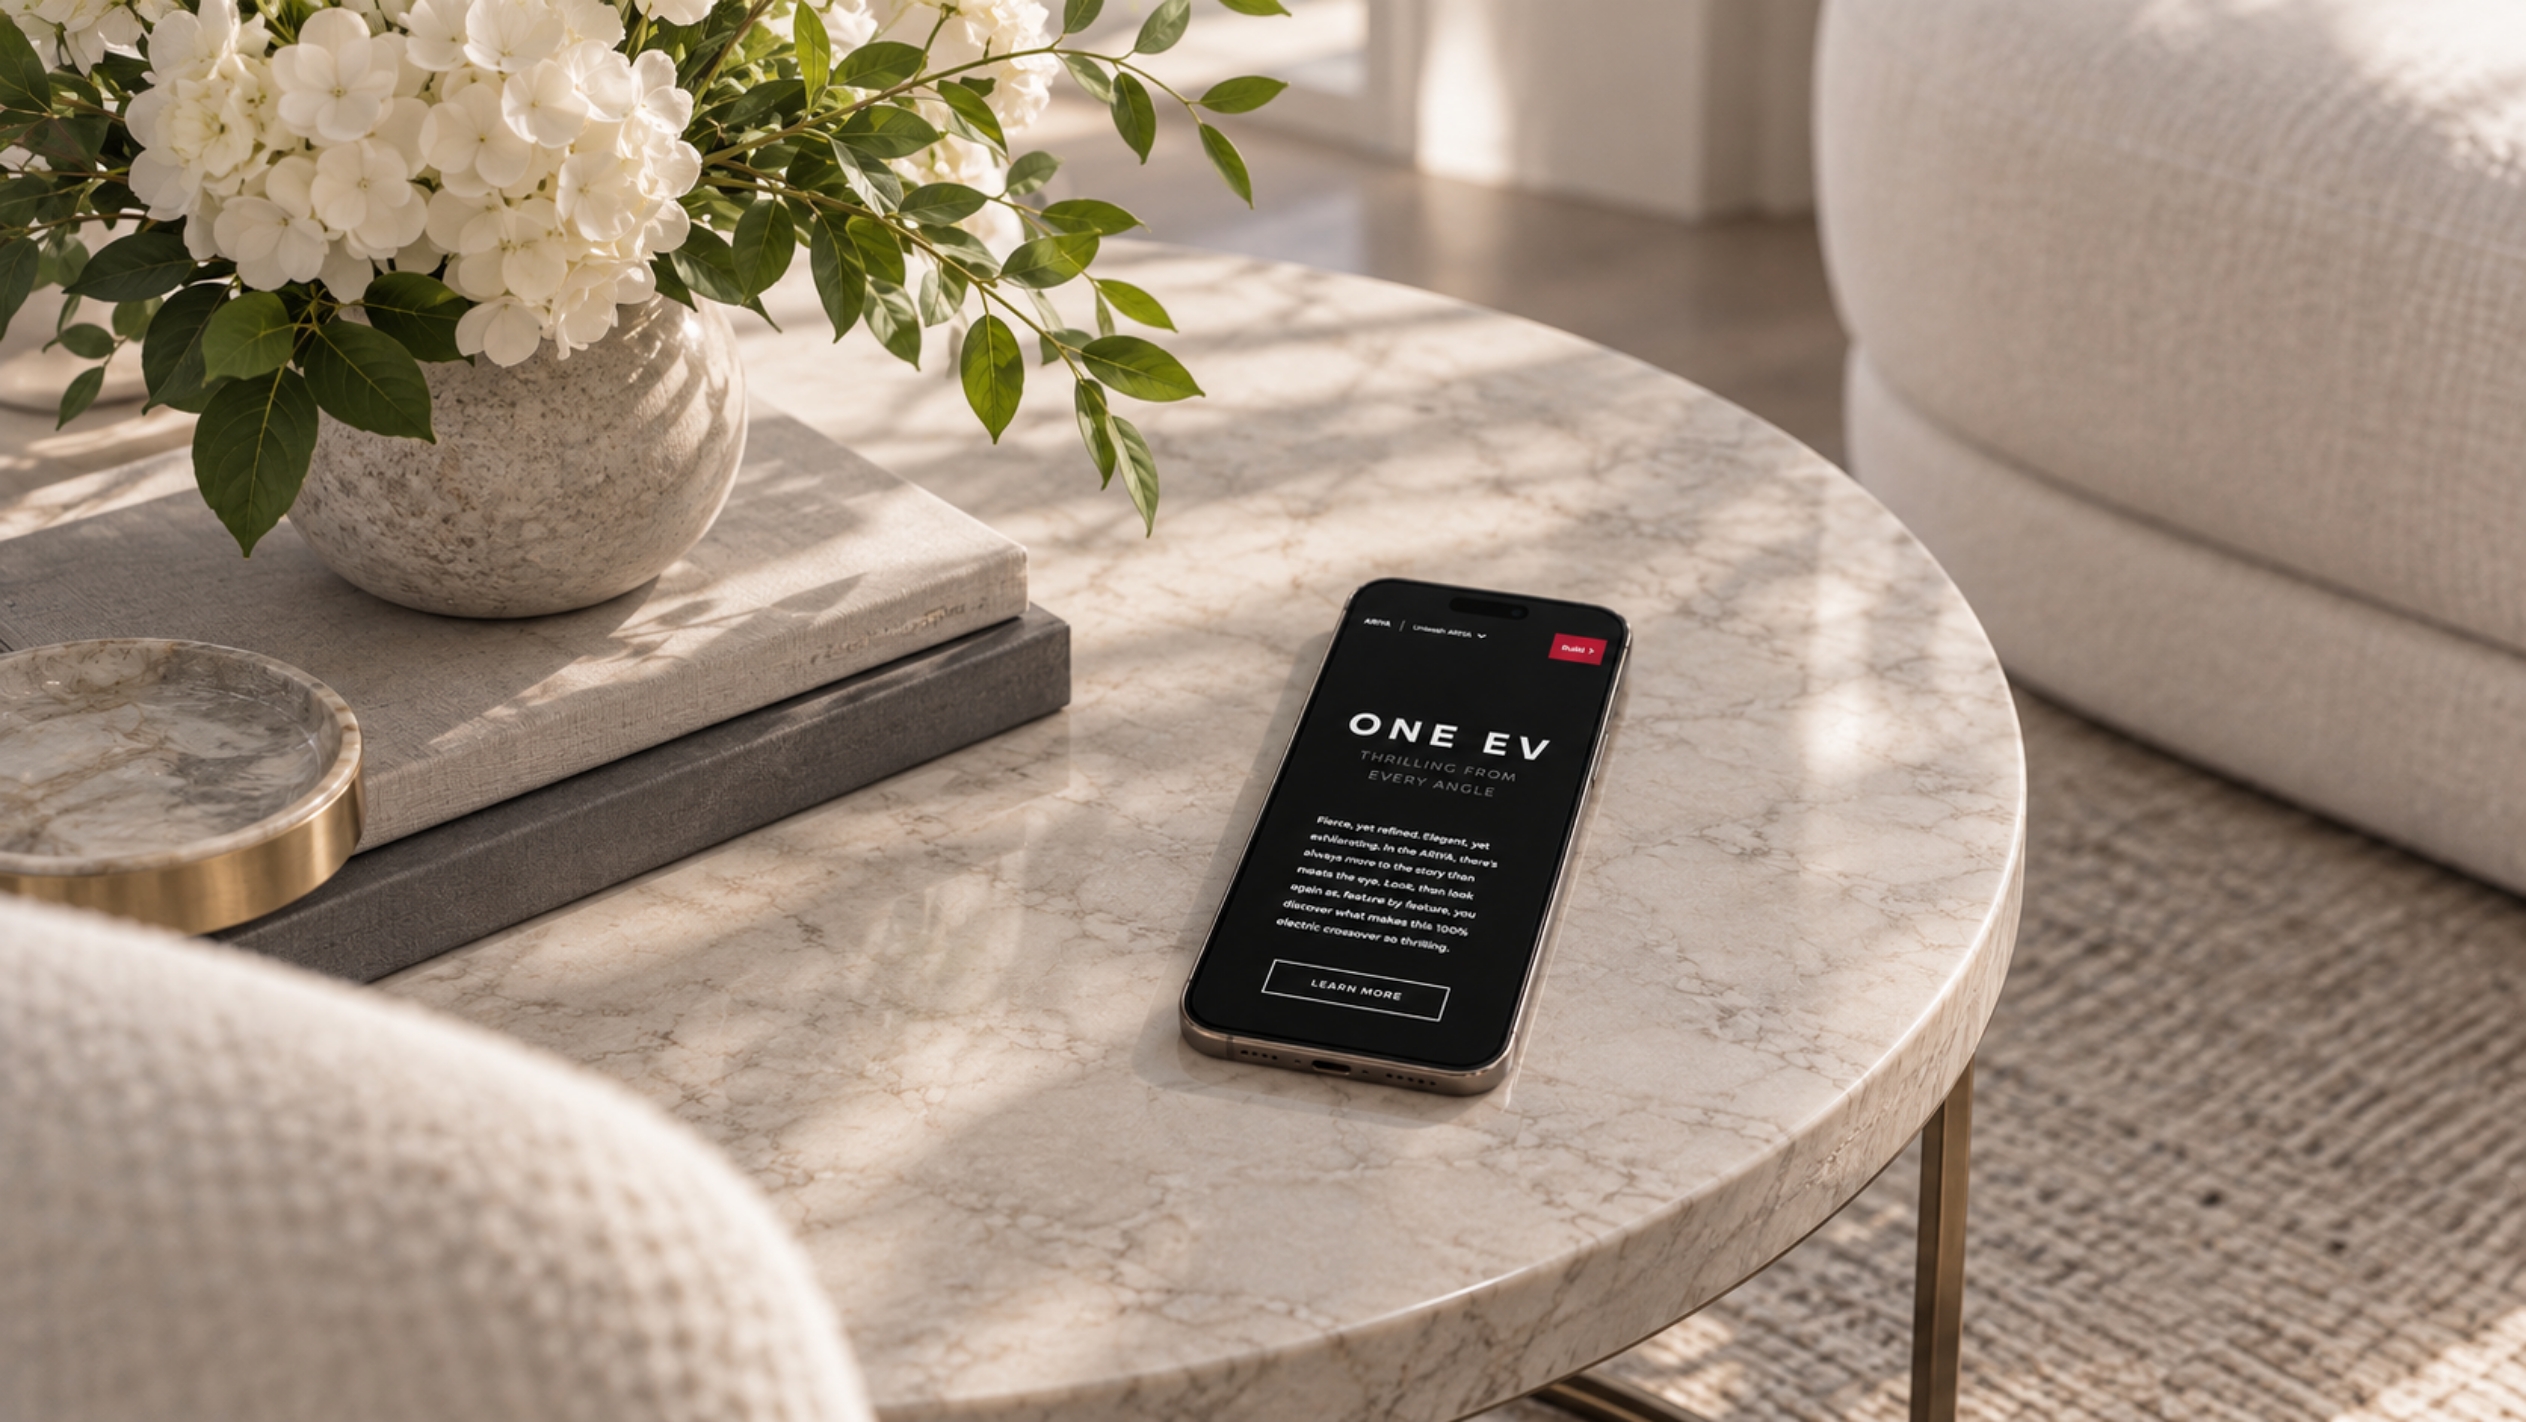 ARIYA | Unleash ARIYA
Build >
ONE EV
THRILLING FROM
EVERY ANGLE
Fierce, yet refined. Elegant, yet
exhilarating. In the ARIYA, there's
always more to the story than
meets the eye. Look, then look
again as, feature by feature, you
discover what makes this 100%
electric crossover so thrilling.
LEARN MORE